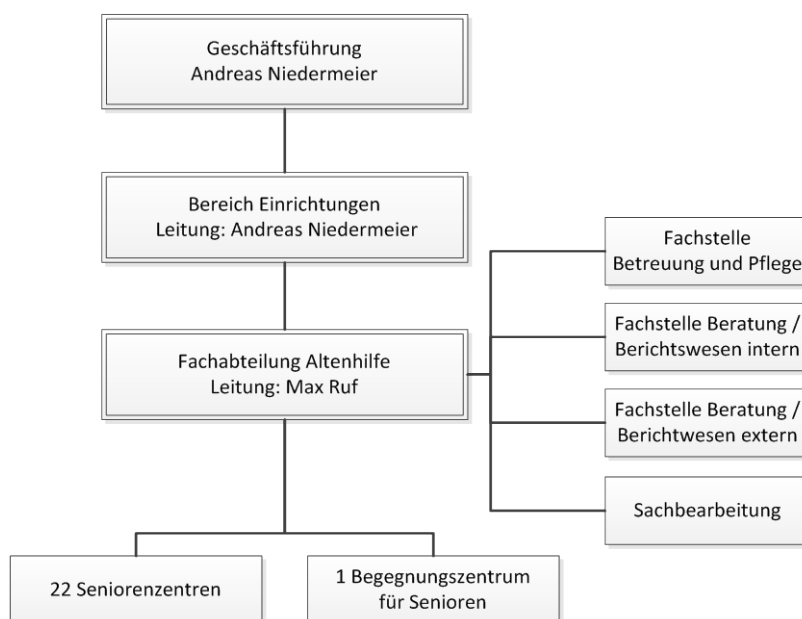 Geschäftsführung
Andreas Niedermeier
Bereich Einrichtungen
Leitung: Andreas Niedermeier
Fachabteilung Altenhilfe
Leitung: Max Ruf
Fachstelle
Betreuung und Pflege
Fachstelle Beratung /
Berichtswesen intern
Fachstelle Beratung /
Berichtwesen extern
Sachbearbeitung
22 Seniorenzentren
1 Begegnungszentrum
für Senioren